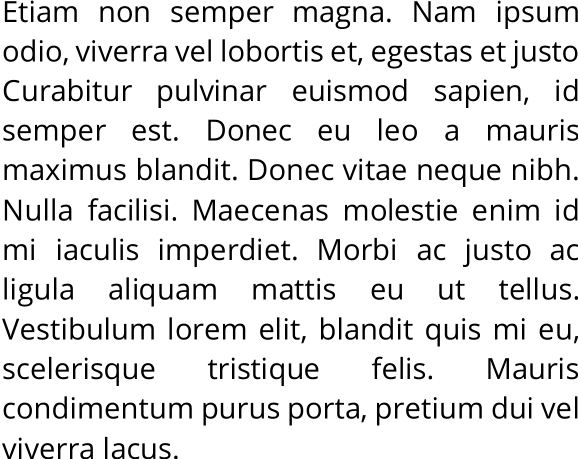 Etiam non semper magna. Nam ipsum
odio, viverra vel lobortis et, egestas et justo
Curabitur pulvinar euismod sapien, id
semper est. Donec eu leo a mauris
maximus blandit. Donec vitae neque nibh.
Nulla facilisi. Maecenas molestie enim id
mi iaculis imperdiet. Morbi ac justo ac
ligula aliquam mattis eu ut tellus.
Vestibulum lorem elit, blandit quis mi eu,
scelerisque tristique felis. Mauris
condimentum purus porta, pretium dui vel
viverra lacus.